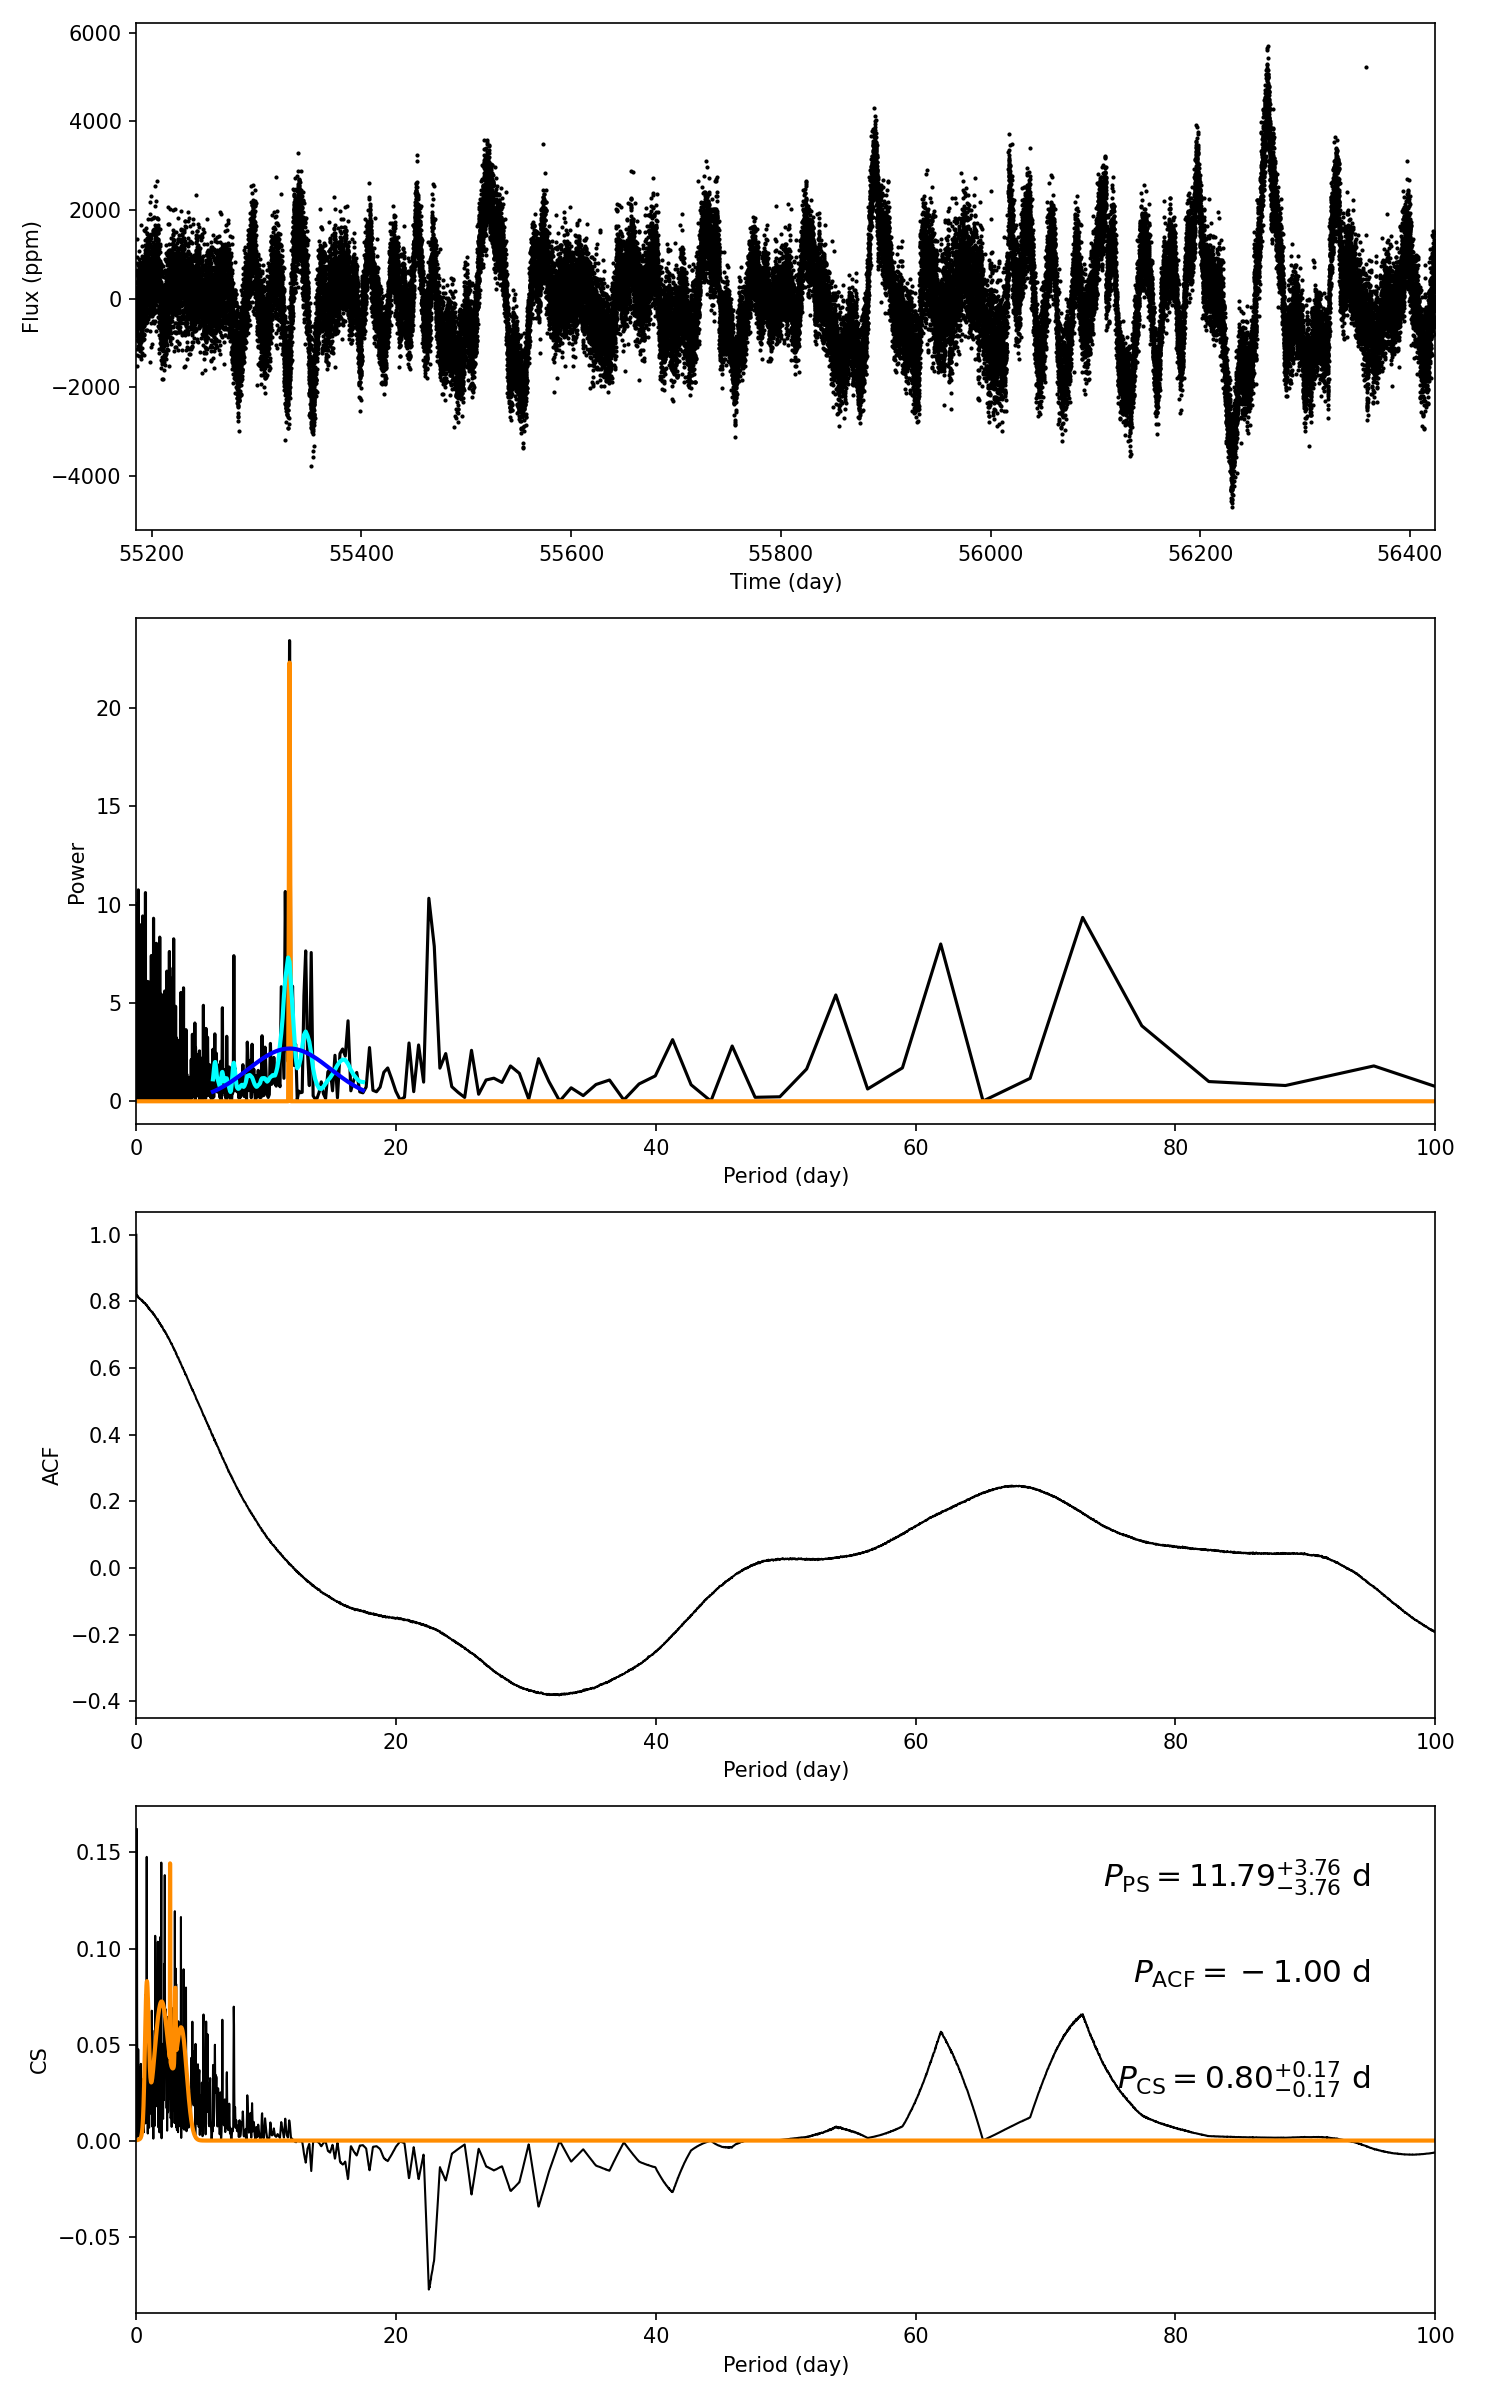 6000
4000
2000
0
−2000
−4000
Flux (ppm)
55200 55400 55600 55800 56000 56200 56400
Time (day)
20
15
10
5
0
Power
0 20 40 60 80 100
Period (day)
1.0
0.8
0.6
0.4
0.2
0.0
−0.2
−0.4
ACF
0 20 40 60 80 100
Period (day)
0.15
0.10
0.05
0.00
−0.05
CS
P_PS = 11.79^{+3.76}_{−3.76} d
P_ACF = −1.00 d
P_CS = 0.80^{+0.17}_{−0.17} d
0 20 40 60 80 100
Period (day)